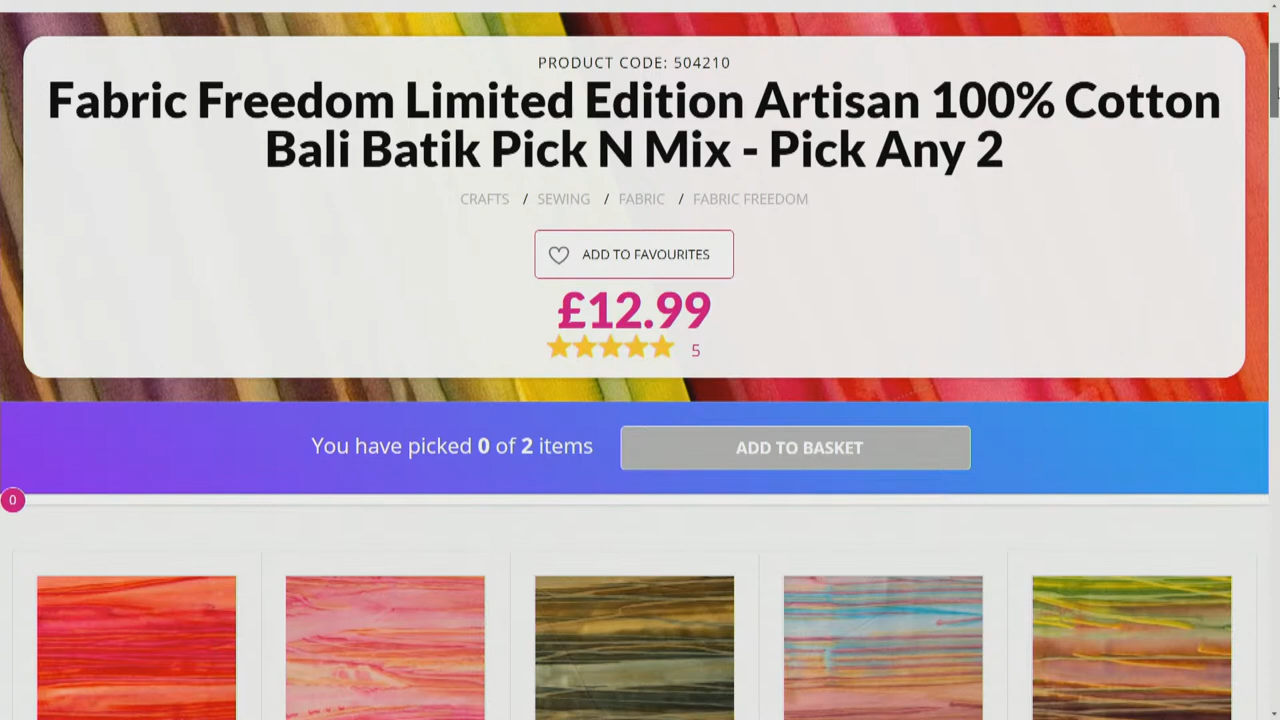 PRODUCT CODE: 504210
Fabric Freedom Limited Edition Artisan 100% Cotton
Bali Batik Pick N Mix - Pick Any 2
CRAFTS / SEWING / FABRIC / FABRIC FREEDOM
ADD TO FAVOURITES
£12.99
5
You have picked 0 of 2 items
ADD TO BASKET
0